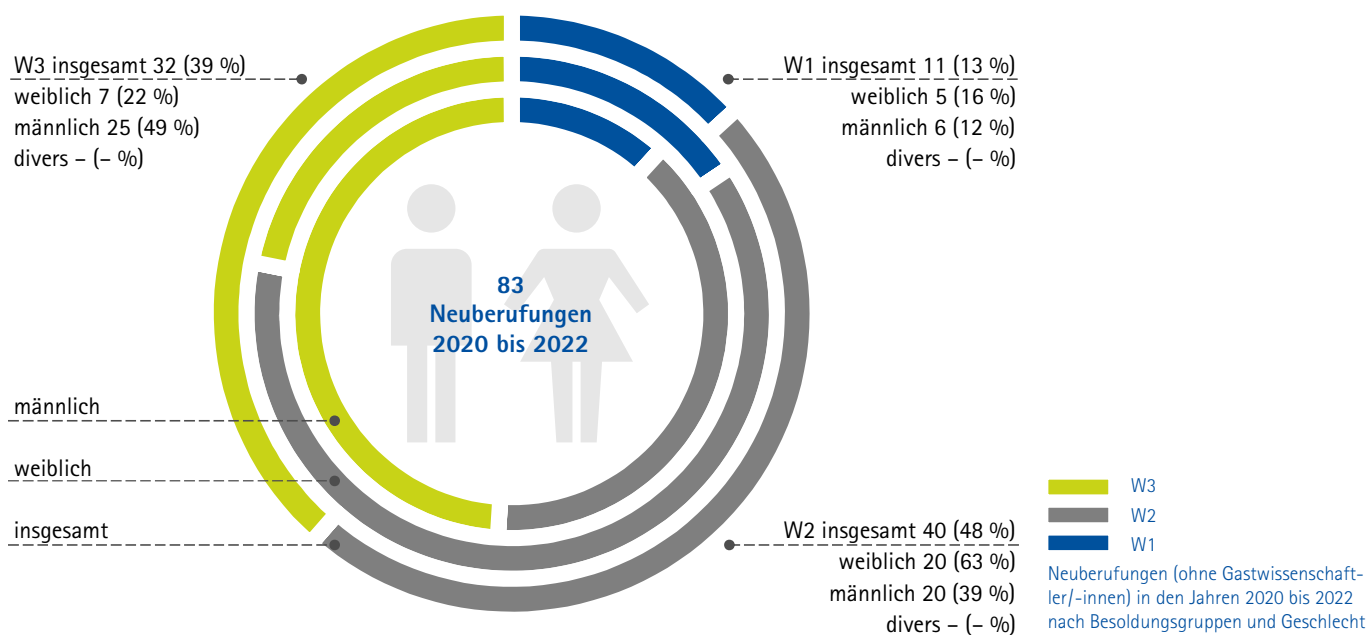 W3 insgesamt 32 (39 %)
weiblich 7 (22 %)
männlich 25 (49 %)
divers – (– %)
W1 insgesamt 11 (13 %)
weiblich 5 (16 %)
männlich 6 (12 %)
divers – (– %)
83
Neuberufungen
2020 bis 2022
männlich
weiblich
insgesamt
W2 insgesamt 40 (48 %)
weiblich 20 (63 %)
männlich 20 (39 %)
divers – (– %)
W3
W2
W1
Neuberufungen (ohne Gastwissenschaft-
ler/-innen) in den Jahren 2020 bis 2022
nach Besoldungsgruppen und Geschlecht